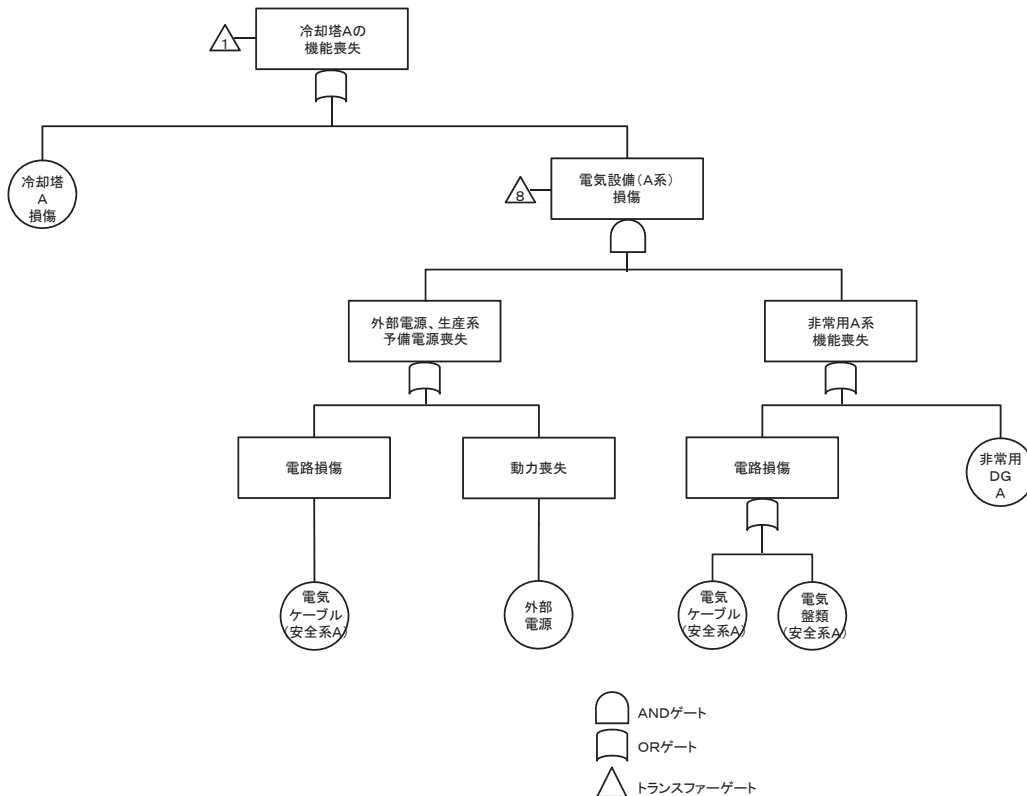 冷却塔Aの
機能喪失
1
冷却塔
A
損傷
電気設備(A系)
損傷
8
外部電源、生産系
予備電源喪失
非常用A系
機能喪失
電路損傷
動力喪失
電路損傷
非常用
DG
A
電気
ケーブル
(安全系A)
外部
電源
電気
ケーブル
(安全系A)
電気
盤類
(安全系A)
ANDゲート
ORゲート
トランスファーゲート